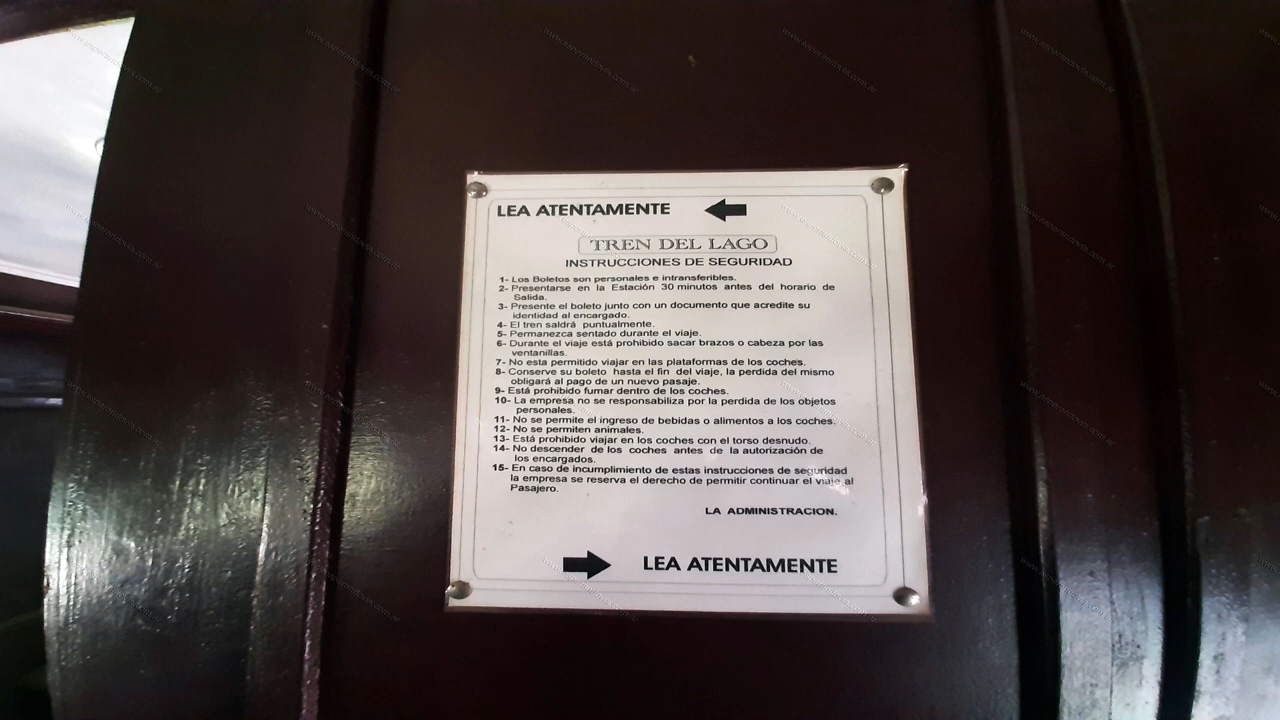 LEA ATENTAMENTE
TREN DEL LAGO
INSTRUCCIONES DE SEGURIDAD
1- Los Boletos son personales e intransferibles.
2- Presentarse en la Estación 30 minutos antes del horario de
Salida.
3- Presente el boleto junto con un documento que acredite su
identidad al encargado.
4- El tren saldrá puntualmente.
5- Permanezca sentado durante el viaje.
6- Durante el viaje está prohibido sacar brazos o cabeza por las
ventanillas.
7- No esta permitido viajar en las plataformas de los coches.
8- Conserve su boleto hasta el fin del viaje, la perdida del mismo
obligará al pago de un nuevo pasaje.
9- Está prohibido fumar dentro de los coches.
10- La empresa no se responsabiliza por la perdida de los objetos
personales.
11- No se permite el ingreso de bebidas o alimentos a los coches.
12- No se permiten animales.
13- Está prohibido viajar en los coches con el torso desnudo.
14- No descender de los coches antes de la autorización de
los encargados.
15- En caso de incumplimiento de estas instrucciones de seguridad
la empresa se reserva el derecho de permitir continuar el viaje al
Pasajero.
LA ADMINISTRACION.
LEA ATENTAMENTE